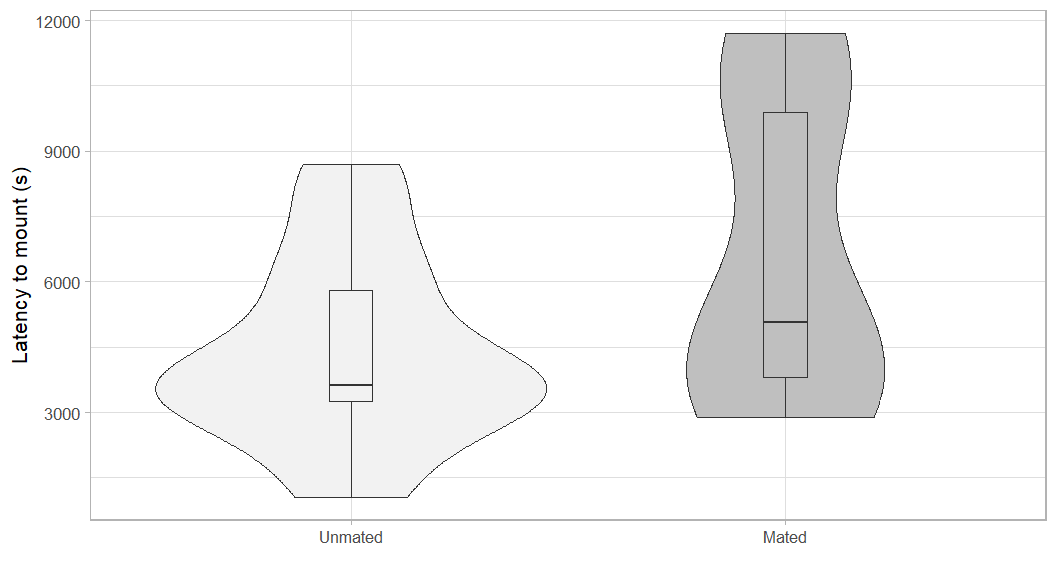 Latency to mount (s)
12000
9000
6000
3000
Unmated
Mated